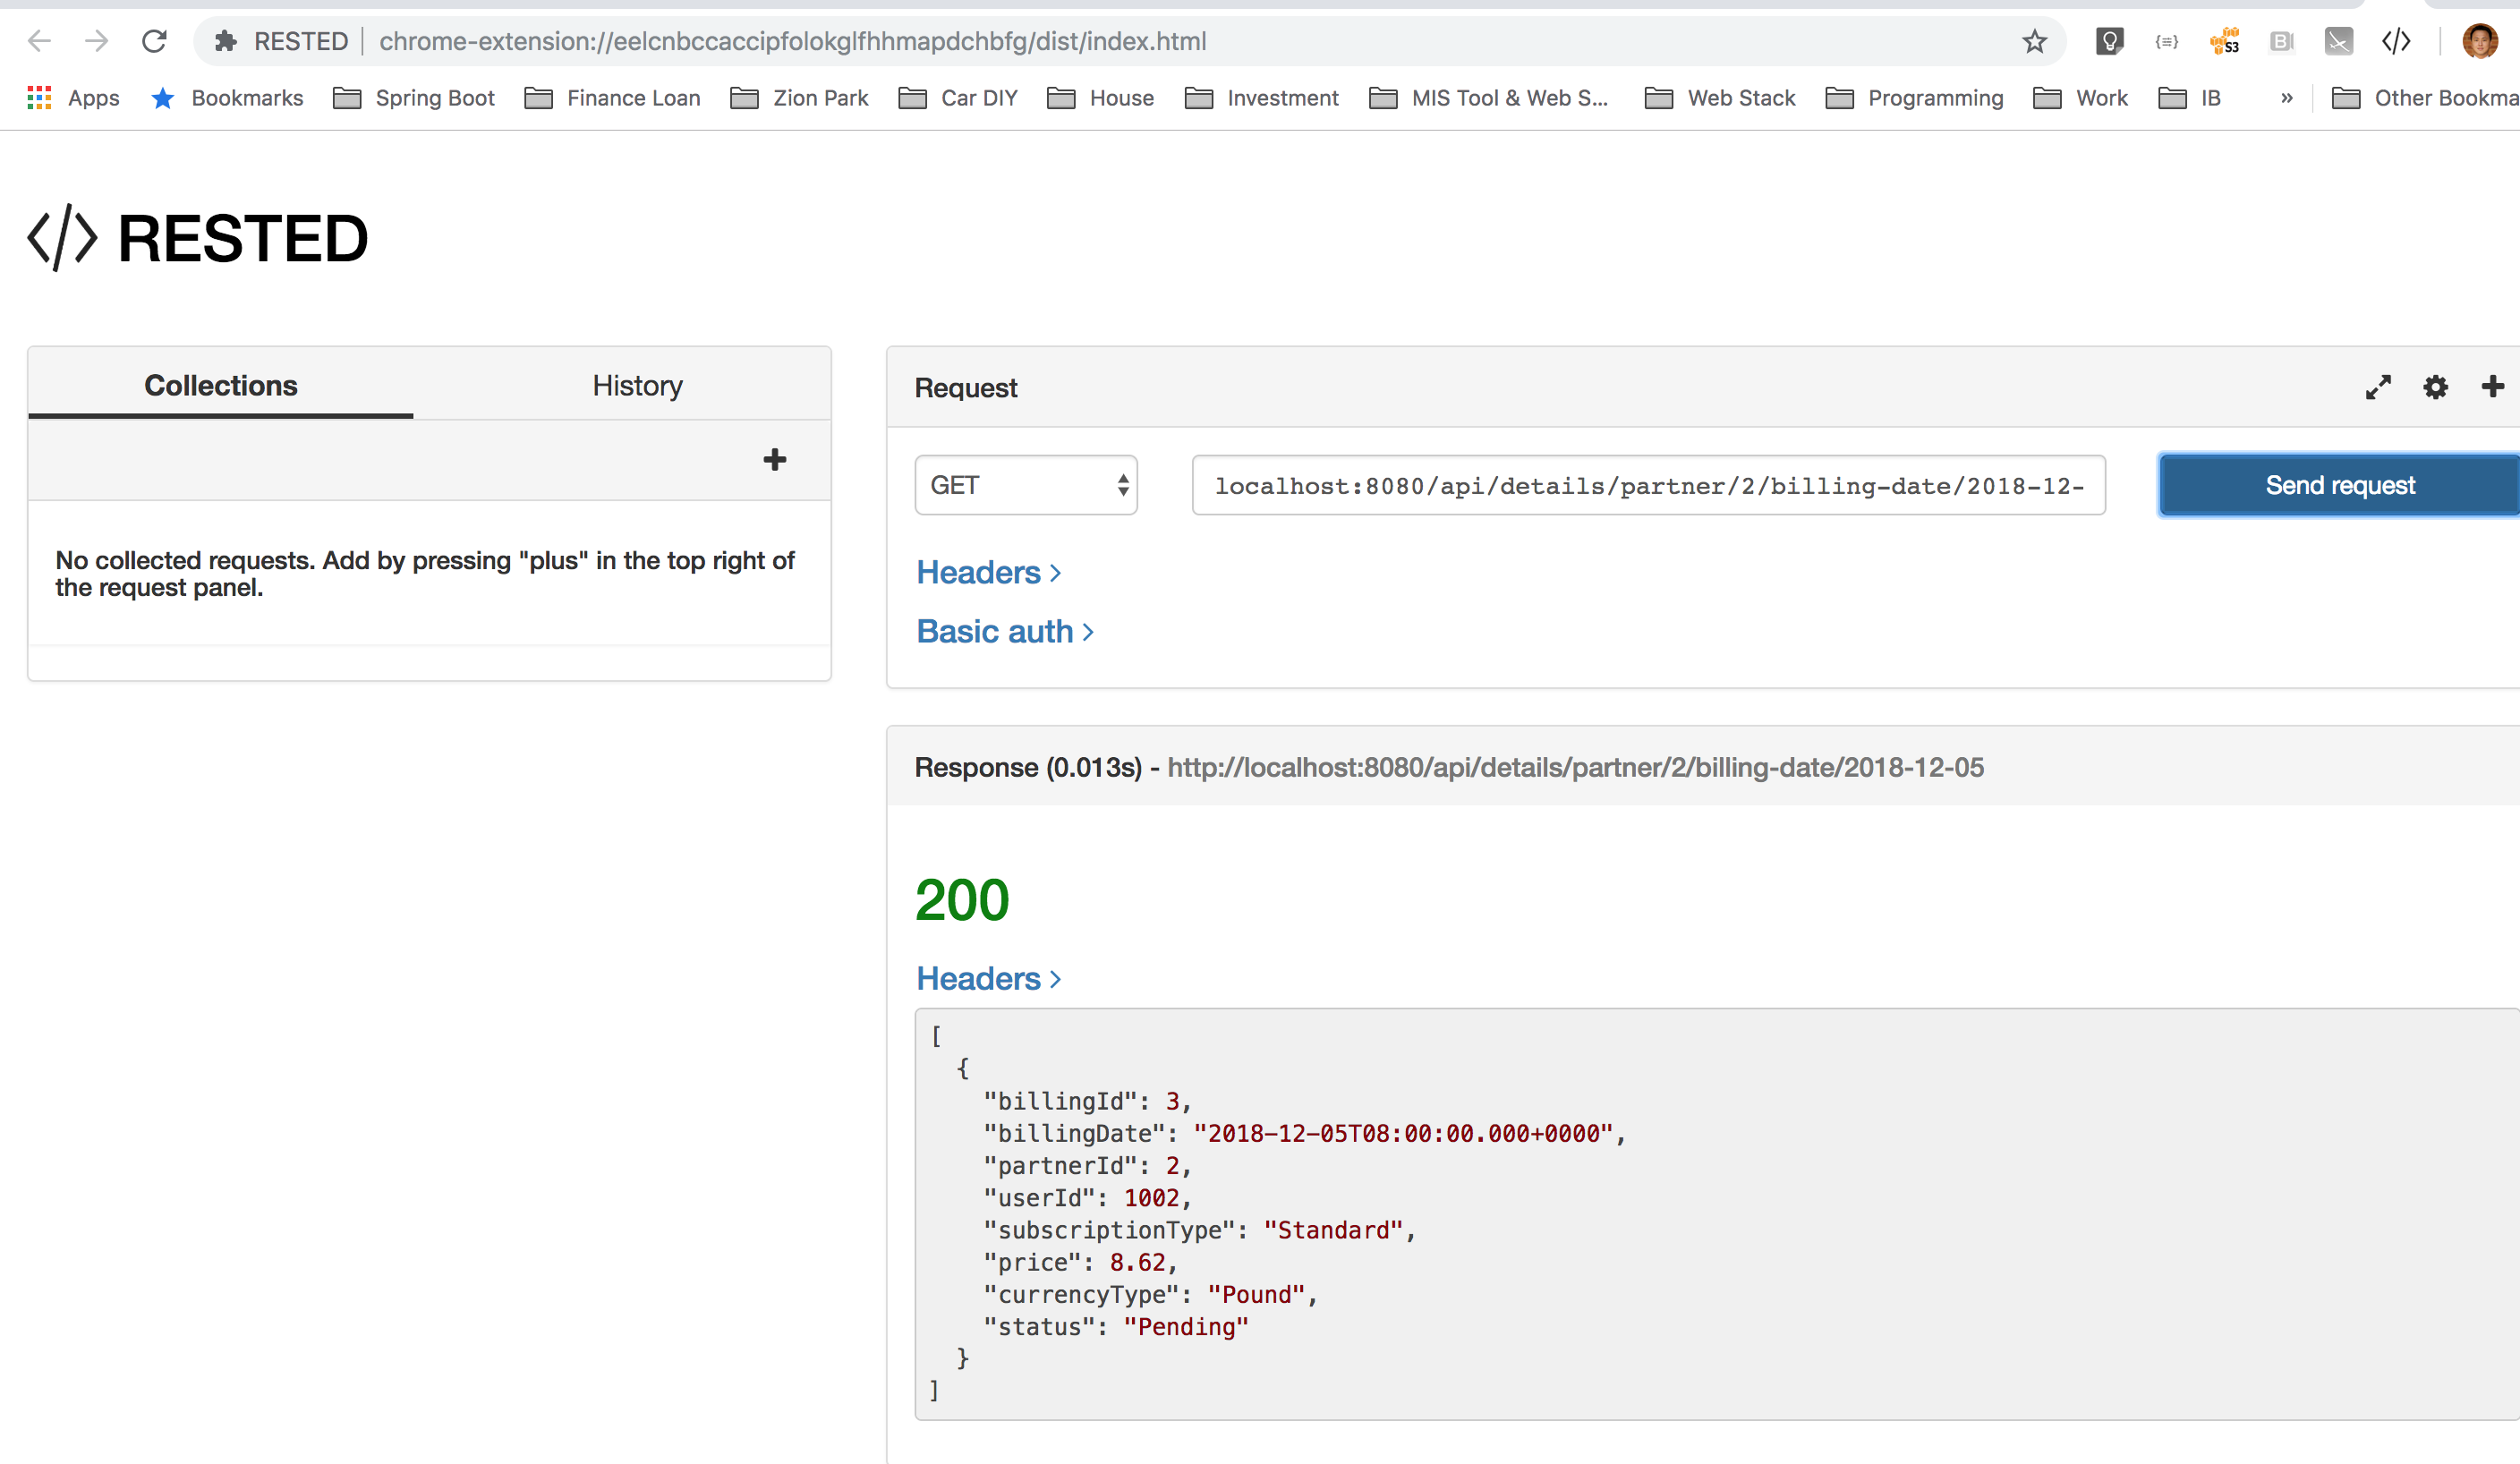 RESTED chrome-extension://eelcnbccaccipfolokglfhhmapdchbfg/dist/index.html
S3 B
Apps Bookmarks Spring Boot Finance Loan Zion Park Car DIY House Investment MIS Tool & Web S... Web Stack Programming Work IB » Other Bookma
</> RESTED
Collections History
No collected requests. Add by pressing "plus" in the top right of
the request panel.
Request
GET localhost:8080/api/details/partner/2/billing-date/2018-12- Send request
Headers >
Basic auth >
Response (0.013s) - http://localhost:8080/api/details/partner/2/billing-date/2018-12-05
200
Headers >
[
{
"billingId": 3,
"billingDate": "2018-12-05T08:00:00.000+0000",
"partnerId": 2,
"userId": 1002,
"subscriptionType": "Standard",
"price": 8.62,
"currencyType": "Pound",
"status": "Pending"
}
]